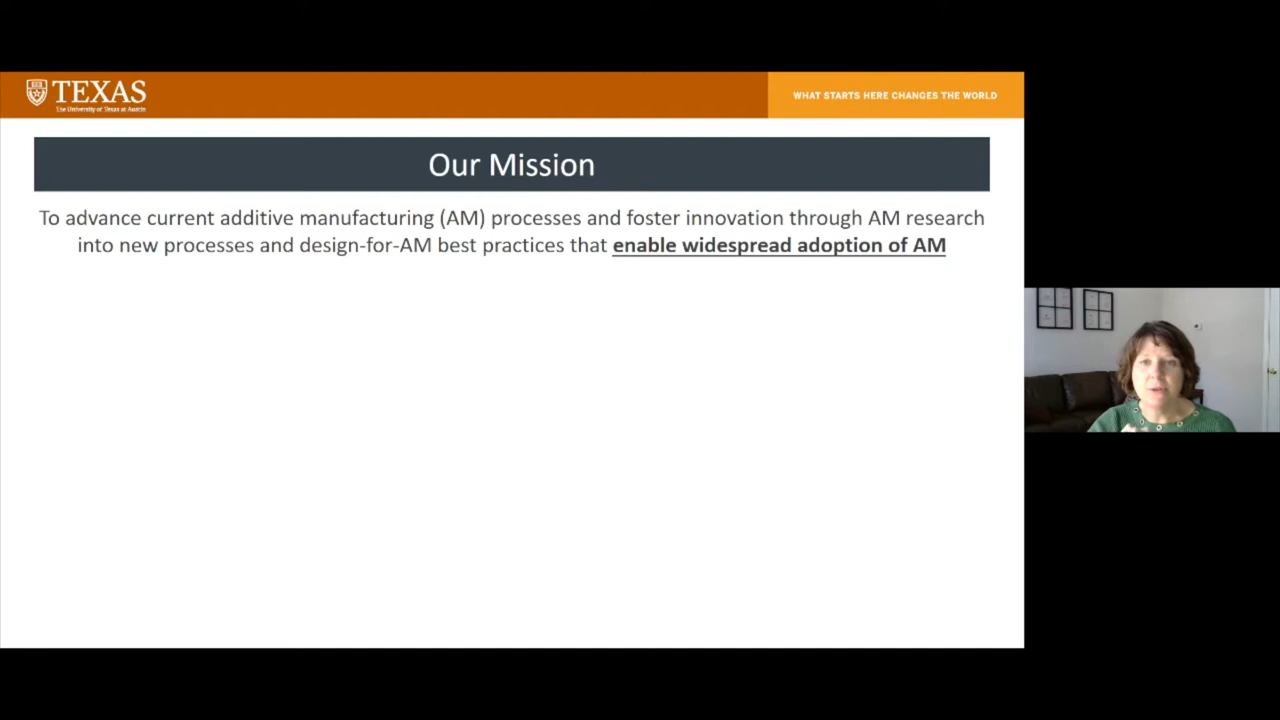 TEXAS
The University of Texas at Austin
WHAT STARTS HERE CHANGES THE WORLD
Our Mission
To advance current additive manufacturing (AM) processes and foster innovation through AM research
into new processes and design-for-AM best practices that enable widespread adoption of AM